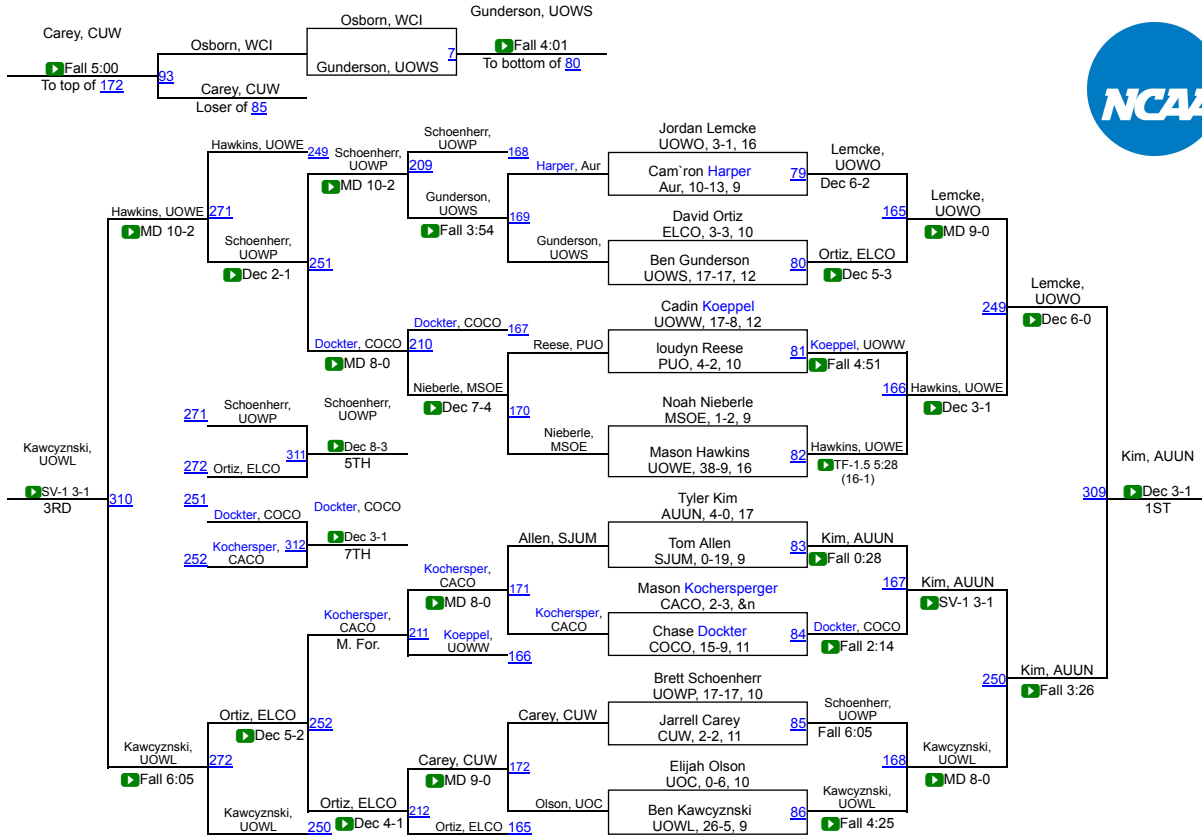 Carey, CUW
Fall 5:00
To top of 172
Osborn, WCI
93
Carey, CUW
Loser of 85
Osborn, WCI
Gunderson, UOWS
7
Gunderson, UOWS
Fall 4:01
To bottom of 80
NCAA
Jordan Lemcke
UOWO, 3-1, 16
Cam`ron Harper
Aur, 10-13, 9
79
David Ortiz
ELCO, 3-3, 10
Ben Gunderson
UOWS, 17-17, 12
80
Cadin Koeppel
UOWW, 17-8, 12
loudyn Reese
PUO, 4-2, 10
81
Noah Nieberle
MSOE, 1-2, 9
Mason Hawkins
UOWE, 38-9, 16
82
Tyler Kim
AUUN, 4-0, 17
Tom Allen
SJUM, 0-19, 9
83
Mason Kochersperger
CACO, 2-3, &n
Chase Dockter
COCO, 15-9, 11
84
Brett Schoenherr
UOWP, 17-17, 10
Jarrell Carey
CUW, 2-2, 11
85
Elijah Olson
UOC, 0-6, 10
Ben Kawcyznski
UOWL, 26-5, 9
86
Lemcke,
UOWO
Dec 6-2
165
Ortiz, ELCO
Dec 5-3
Koeppel, UOWW
Fall 4:51
166
Hawkins, UOWE
TF-1.5 5:28
(16-1)
Kim, AUUN
Fall 0:28
167
Dockter, COCO
Fall 2:14
Schoenherr,
UOWP
Fall 6:05
168
Kawcyznski,
UOWL
Fall 4:25
Lemcke,
UOWO
MD 9-0
249
Hawkins, UOWE
Dec 3-1
Kim, AUUN
SV-1 3-1
250
Kawcyznski,
UOWL
MD 8-0
Lemcke,
UOWO
Dec 6-0
309
Kim, AUUN
Fall 3:26
Kim, AUUN
Dec 3-1
1ST
Harper, Aur
169
Gunderson,
UOWS
Reese, PUO
170
Nieberle,
MSOE
Allen, SJUM
171
Kochersper,
CACO
Carey, CUW
172
Olson, UOC
Schoenherr,
UOWP
168
209
Gunderson,
UOWS
Fall 3:54
Dockter, COCO
167
210
Nieberle, MSOE
Dec 7-4
Kochersper,
CACO
MD 8-0
211
Koeppel,
UOWW
166
Carey, CUW
MD 9-0
212
Ortiz, ELCO
165
Schoenherr,
UOWP
MD 10-2
251
Dockter, COCO
MD 8-0
Kochersper,
CACO
M. For.
252
Ortiz, ELCO
Dec 4-1
Hawkins, UOWE
249
271
Schoenherr,
UOWP
Dec 2-1
Ortiz, ELCO
Dec 5-2
272
Kawcyznski,
UOWL
250
Hawkins, UOWE
MD 10-2
310
Kawcyznski,
UOWL
Fall 6:05
Kawcyznski,
UOWL
SV-1 3-1
3RD
271
Schoenherr,
UOWP
311
272
Ortiz, ELCO
Schoenherr,
UOWP
Dec 8-3
5TH
251
Dockter, COCO
312
252
Kochersper,
CACO
Dockter, COCO
Dec 3-1
7TH